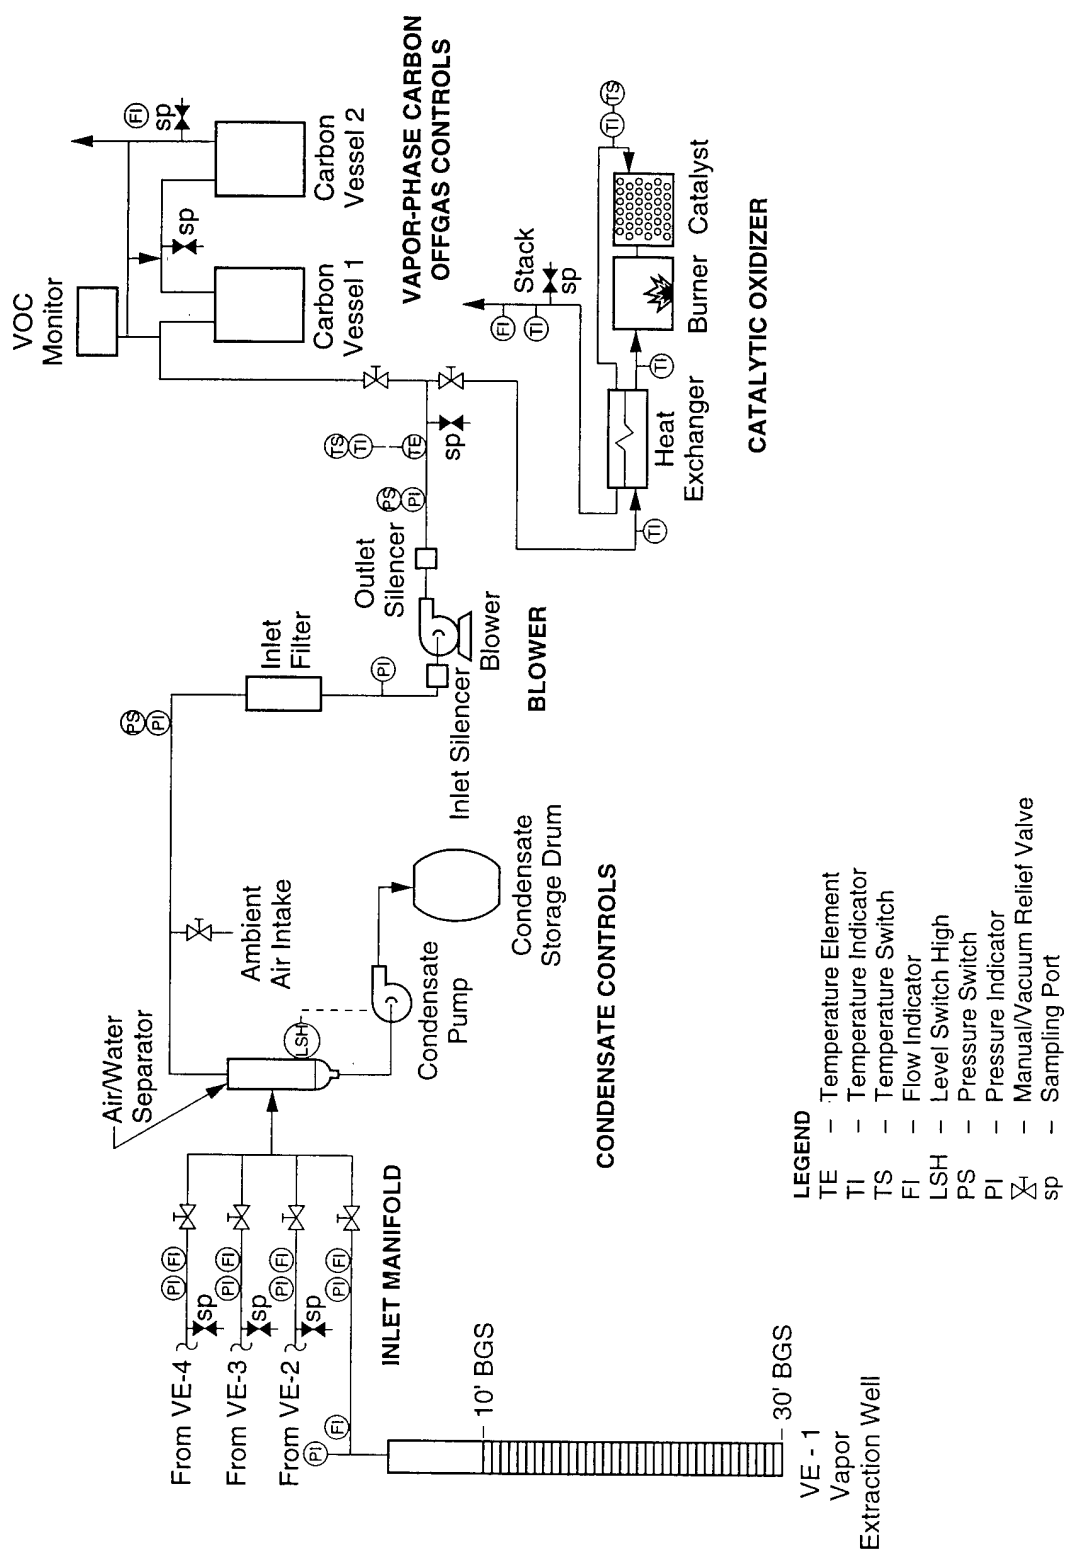 VOC
Monitor
FI
sp
sp
Carbon
Vessel 1
Carbon
Vessel 2
VAPOR-PHASE CARBON
OFFGAS CONTROLS
Air/Water
Separator
Ambient
Air Intake
PS
PI
Inlet
Filter
PI
Inlet Silencer
Blower
Outlet
Silencer
BLOWER
PS
PI
TS
TI
TE
sp
FI
TI
Stack
sp
TI
TS
TI
TI
Heat
Exchanger
Burner
Catalyst
CATALYTIC OXIDIZER
LSH
Condensate
Pump
Condensate
Storage Drum
CONDENSATE CONTROLS
From VE-4
sp
PI
FI
From VE-3
sp
PI
FI
From VE-2
sp
PI
FI
PI
FI
PI
FI
INLET MANIFOLD
10' BGS
30' BGS
VE - 1
Vapor
Extraction Well
LEGEND
TE – Temperature Element
TI – Temperature Indicator
TS – Temperature Switch
FI – Flow Indicator
LSH – Level Switch High
PS – Pressure Switch
PI – Pressure Indicator
– Manual/Vacuum Relief Valve
sp – Sampling Port